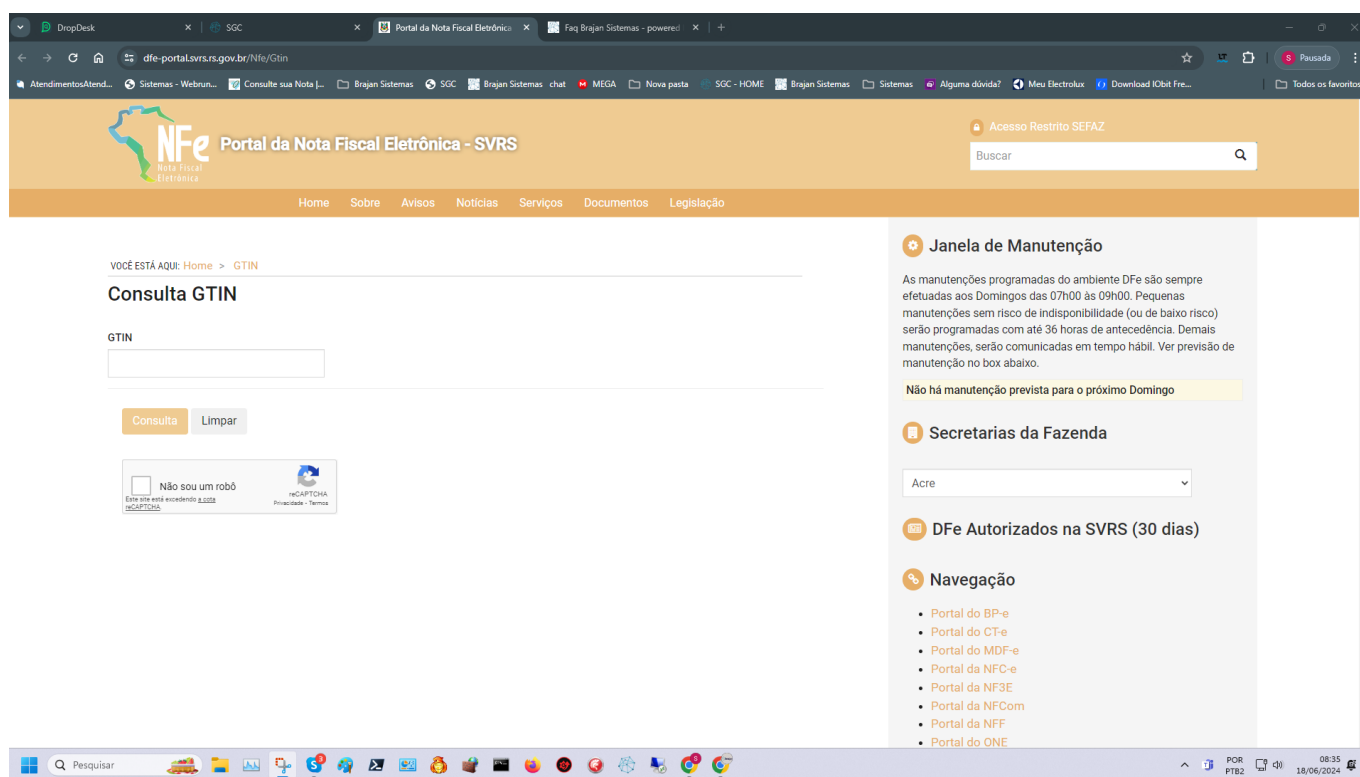 DropDesk
SGC
Portal da Nota Fiscal Eletrônica
Faq Brajan Sistemas - powered
dfe-portal.svrs.rs.gov.br/Nfe/Gtin
S Pausada
AtendimentosAtend...
Sistemas - Webrun...
Consulte sua Nota |...
Brajan Sistemas
SGC
Brajan Sistemas chat
MEGA
Nova pasta
SGC - HOME
Brajan Sistemas
Sistemas
Alguma dúvida?
Meu Electrolux
Download IObit Fre...
Todos os favoritos
NFe
Nota Fiscal
Eletrônica
Portal da Nota Fiscal Eletrônica - SVRS
Acesso Restrito SEFAZ
Buscar
Home Sobre Avisos Notícias Serviços Documentos Legislação
VOCÊ ESTÁ AQUI: Home > GTIN
Consulta GTIN
GTIN
Consulta Limpar
Não sou um robô
Este site está excedendo a cota
reCAPTCHA.
reCAPTCHA
Privacidade - Termos
Janela de Manutenção
As manutenções programadas do ambiente DFe são sempre
efetuadas aos Domingos das 07h00 às 09h00. Pequenas
manutenções sem risco de indisponibilidade (ou de baixo risco)
serão programadas com até 36 horas de antecedência. Demais
manutenções, serão comunicadas em tempo hábil. Ver previsão de
manutenção no box abaixo.
Não há manutenção prevista para o próximo Domingo
Secretarias da Fazenda
Acre
DFe Autorizados na SVRS (30 dias)
Navegação
Portal do BP-e
Portal do CT-e
Portal do MDF-e
Portal da NFC-e
Portal da NF3E
Portal da NFCom
Portal da NFF
Portal do ONE
Pesquisar
POR
PTB2
08:35
18/06/2024